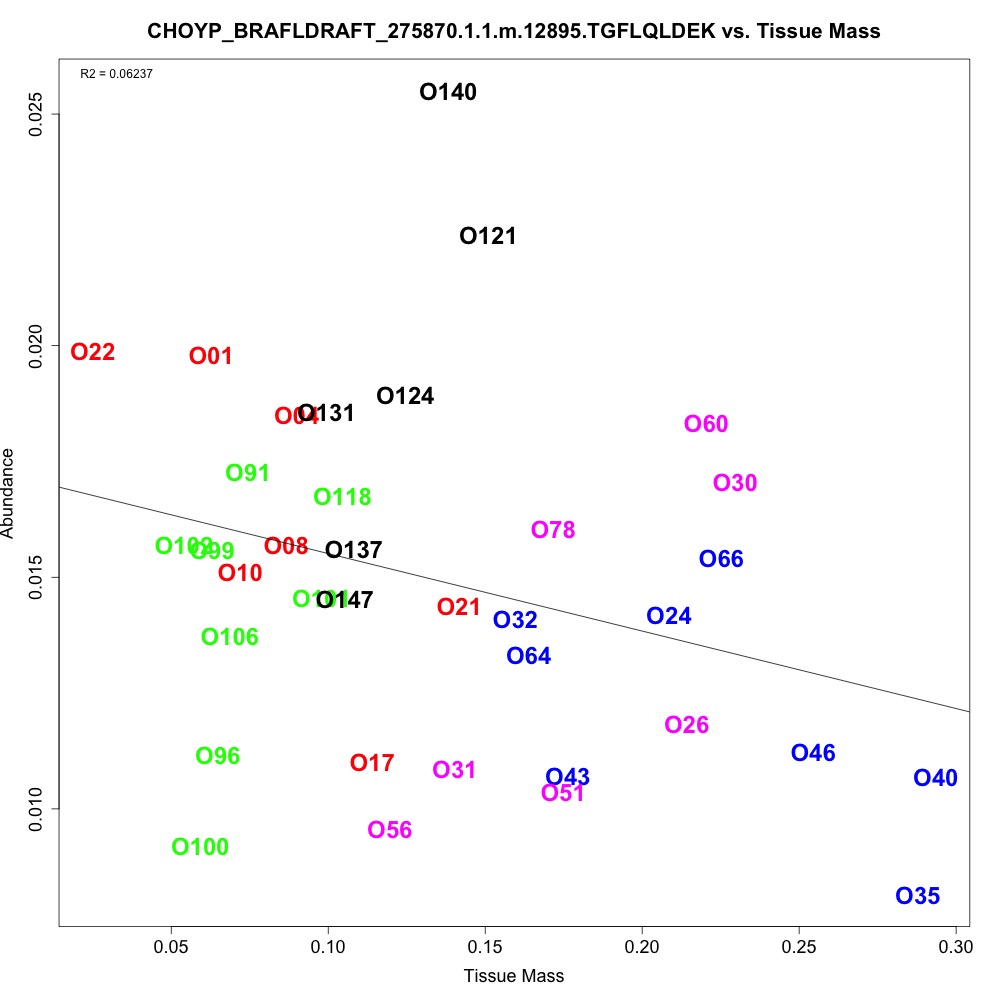 CHOYP_BRAFLDRAFT_275870.1.1.m.12895.TGFLQLDEK vs. Tissue Mass
R2 = 0.06237
O140
0.025
O121
0.020
O22
O01
O124
O131
O04
O60
O91
O30
O118
O78
Abundance
O102
O99
O08
O137
O66
0.015
O10
O147
O21
O24
O32
O106
O64
O26
O46
O96
O17
O31
O43
O40
O51
0.010
O56
O100
O35
0.05 0.10 0.15 0.20 0.25 0.30
Tissue Mass